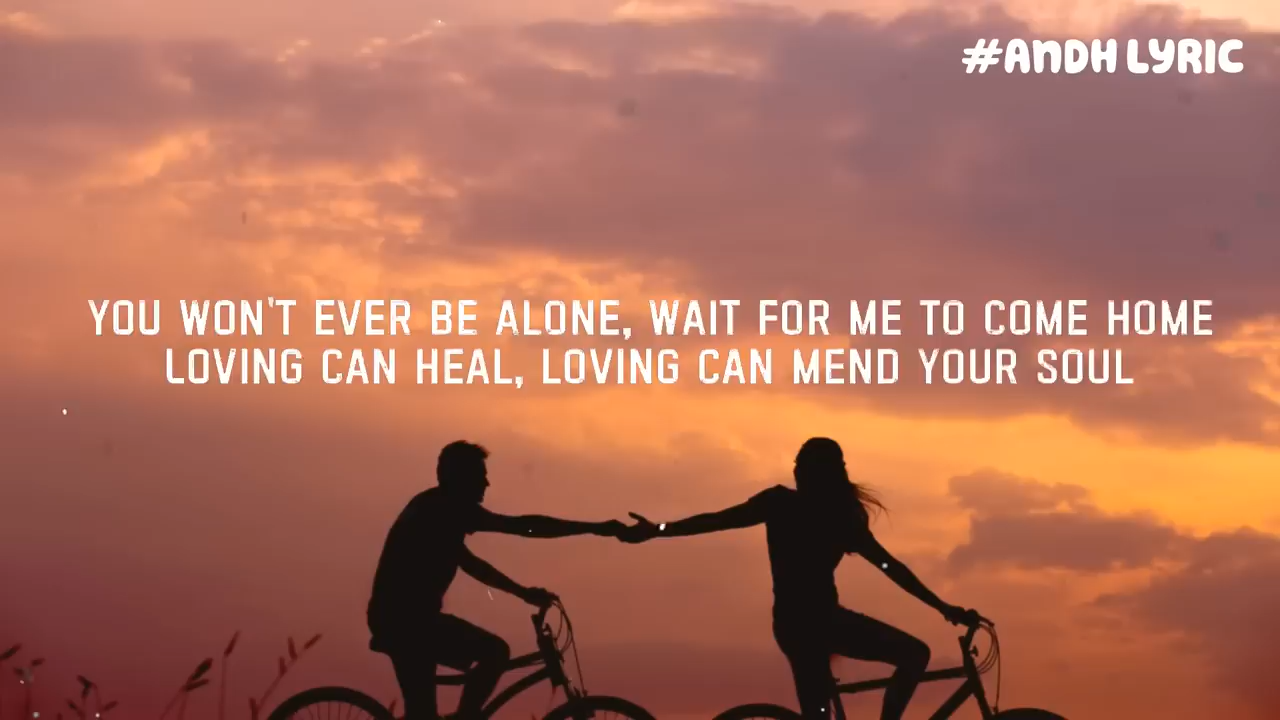 #ANDH LYRIC
YOU WON'T EVER BE ALONE, WAIT FOR ME TO COME HOME
LOVING CAN HEAL, LOVING CAN MEND YOUR SOUL